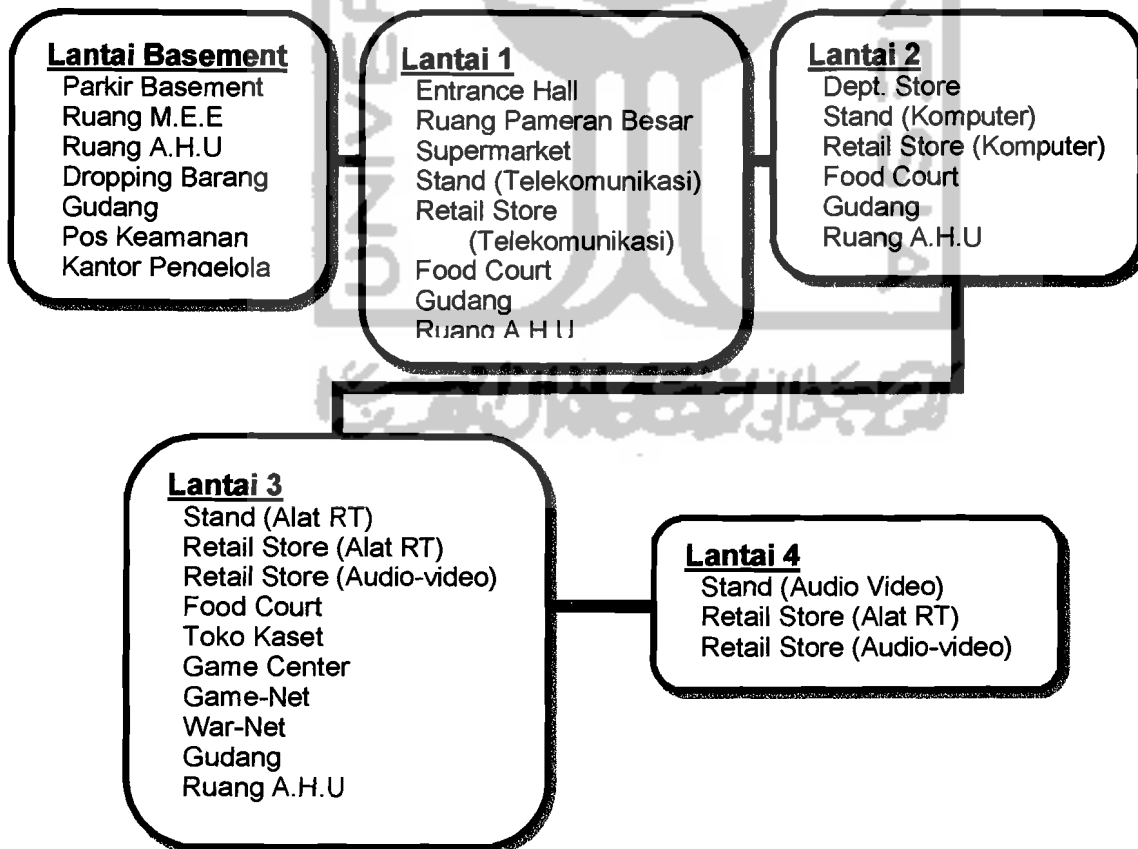 Lantai Basement
Parkir Basement
Ruang M.E.E
Ruang A.H.U
Dropping Barang
Gudang
Pos Keamanan
Kantor Pengelola
Lantai 1
Entrance Hall
Ruang Pameran Besar
Supermarket
Stand (Telekomunikasi)
Retail Store
(Telekomunikasi)
Food Court
Gudang
Ruang A.H.U
Lantai 2
Dept. Store
Stand (Komputer)
Retail Store (Komputer)
Food Court
Gudang
Ruang A.H.U
Lantai 3
Stand (Alat RT)
Retail Store (Alat RT)
Retail Store (Audio-video)
Food Court
Toko Kaset
Game Center
Game-Net
War-Net
Gudang
Ruang A.H.U
Lantai 4
Stand (Audio Video)
Retail Store (Alat RT)
Retail Store (Audio-video)